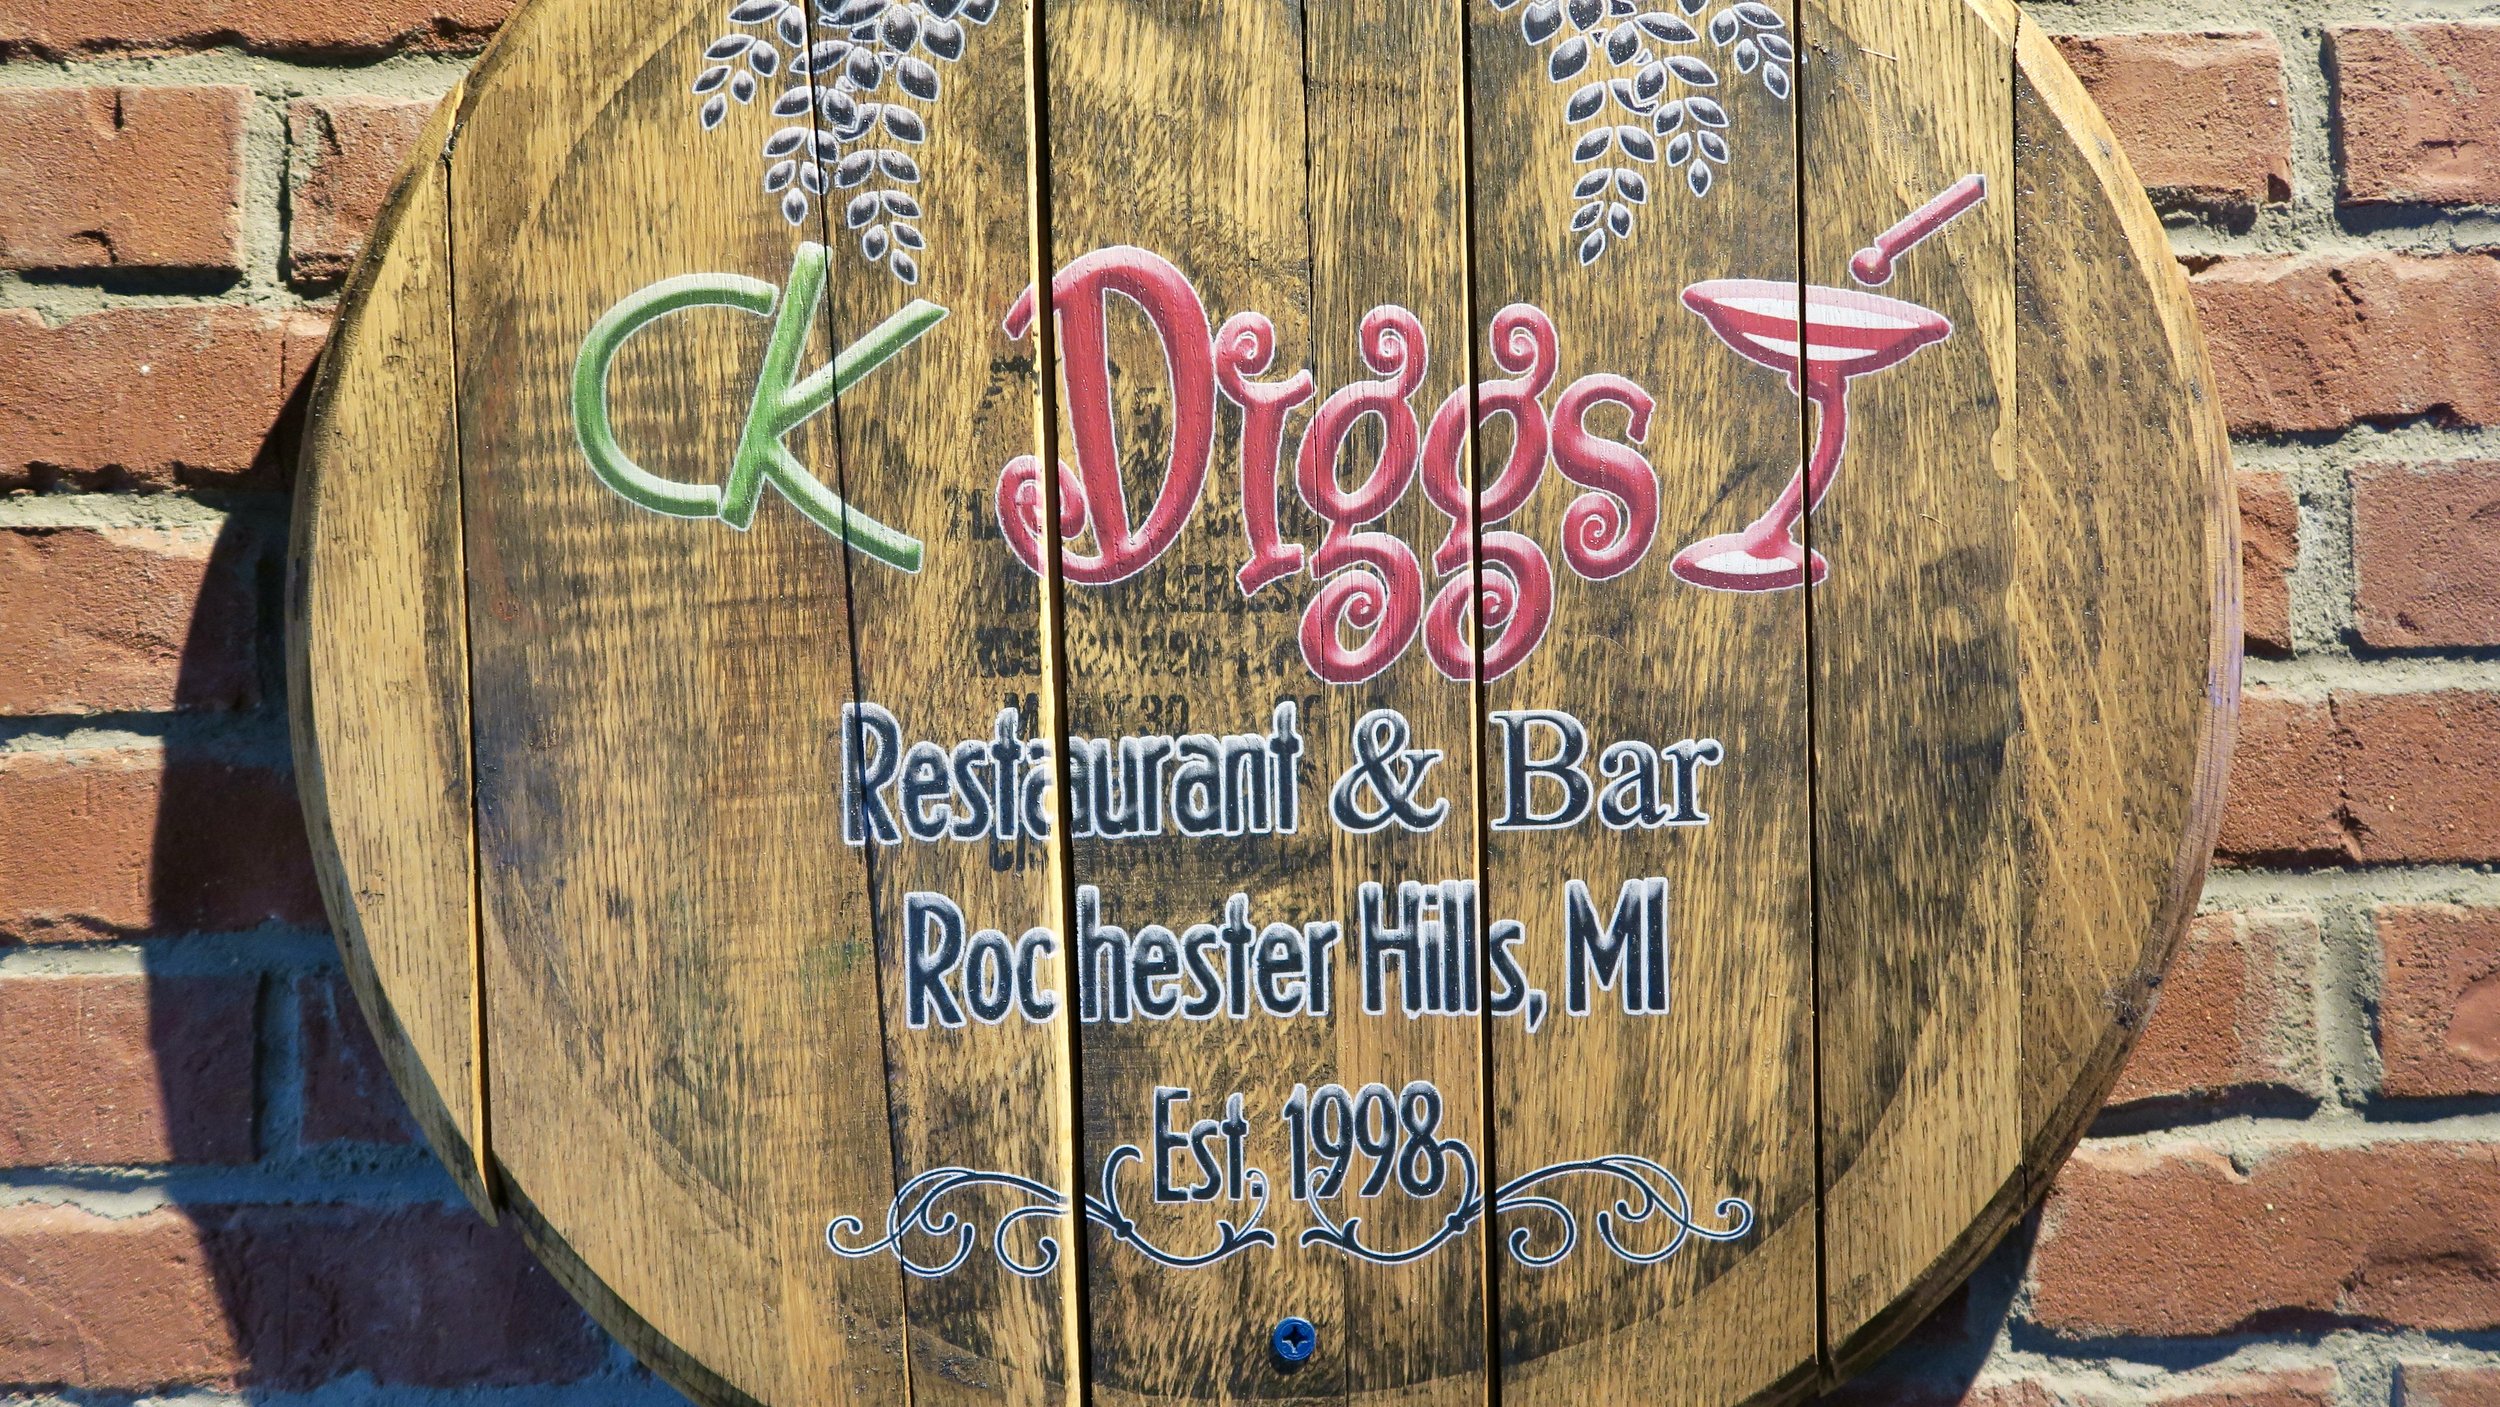 CK Diggs
Restaurant & Bar
Rochester Hills, MI
Est. 1998